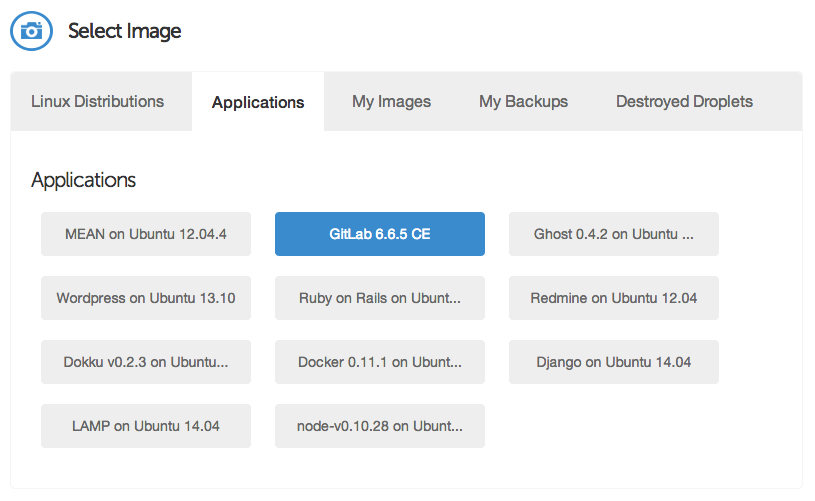 Select Image
Linux Distributions
Applications
My Images
My Backups
Destroyed Droplets
Applications
MEAN on Ubuntu 12.04.4
GitLab 6.6.5 CE
Ghost 0.4.2 on Ubuntu ...
Wordpress on Ubuntu 13.10
Ruby on Rails on Ubunt...
Redmine on Ubuntu 12.04
Dokku v0.2.3 on Ubuntu...
Docker 0.11.1 on Ubunt...
Django on Ubuntu 14.04
LAMP on Ubuntu 14.04
node-v0.10.28 on Ubunt...